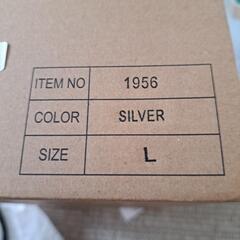 ITEM NO 1956
COLOR SILVER
SIZE L